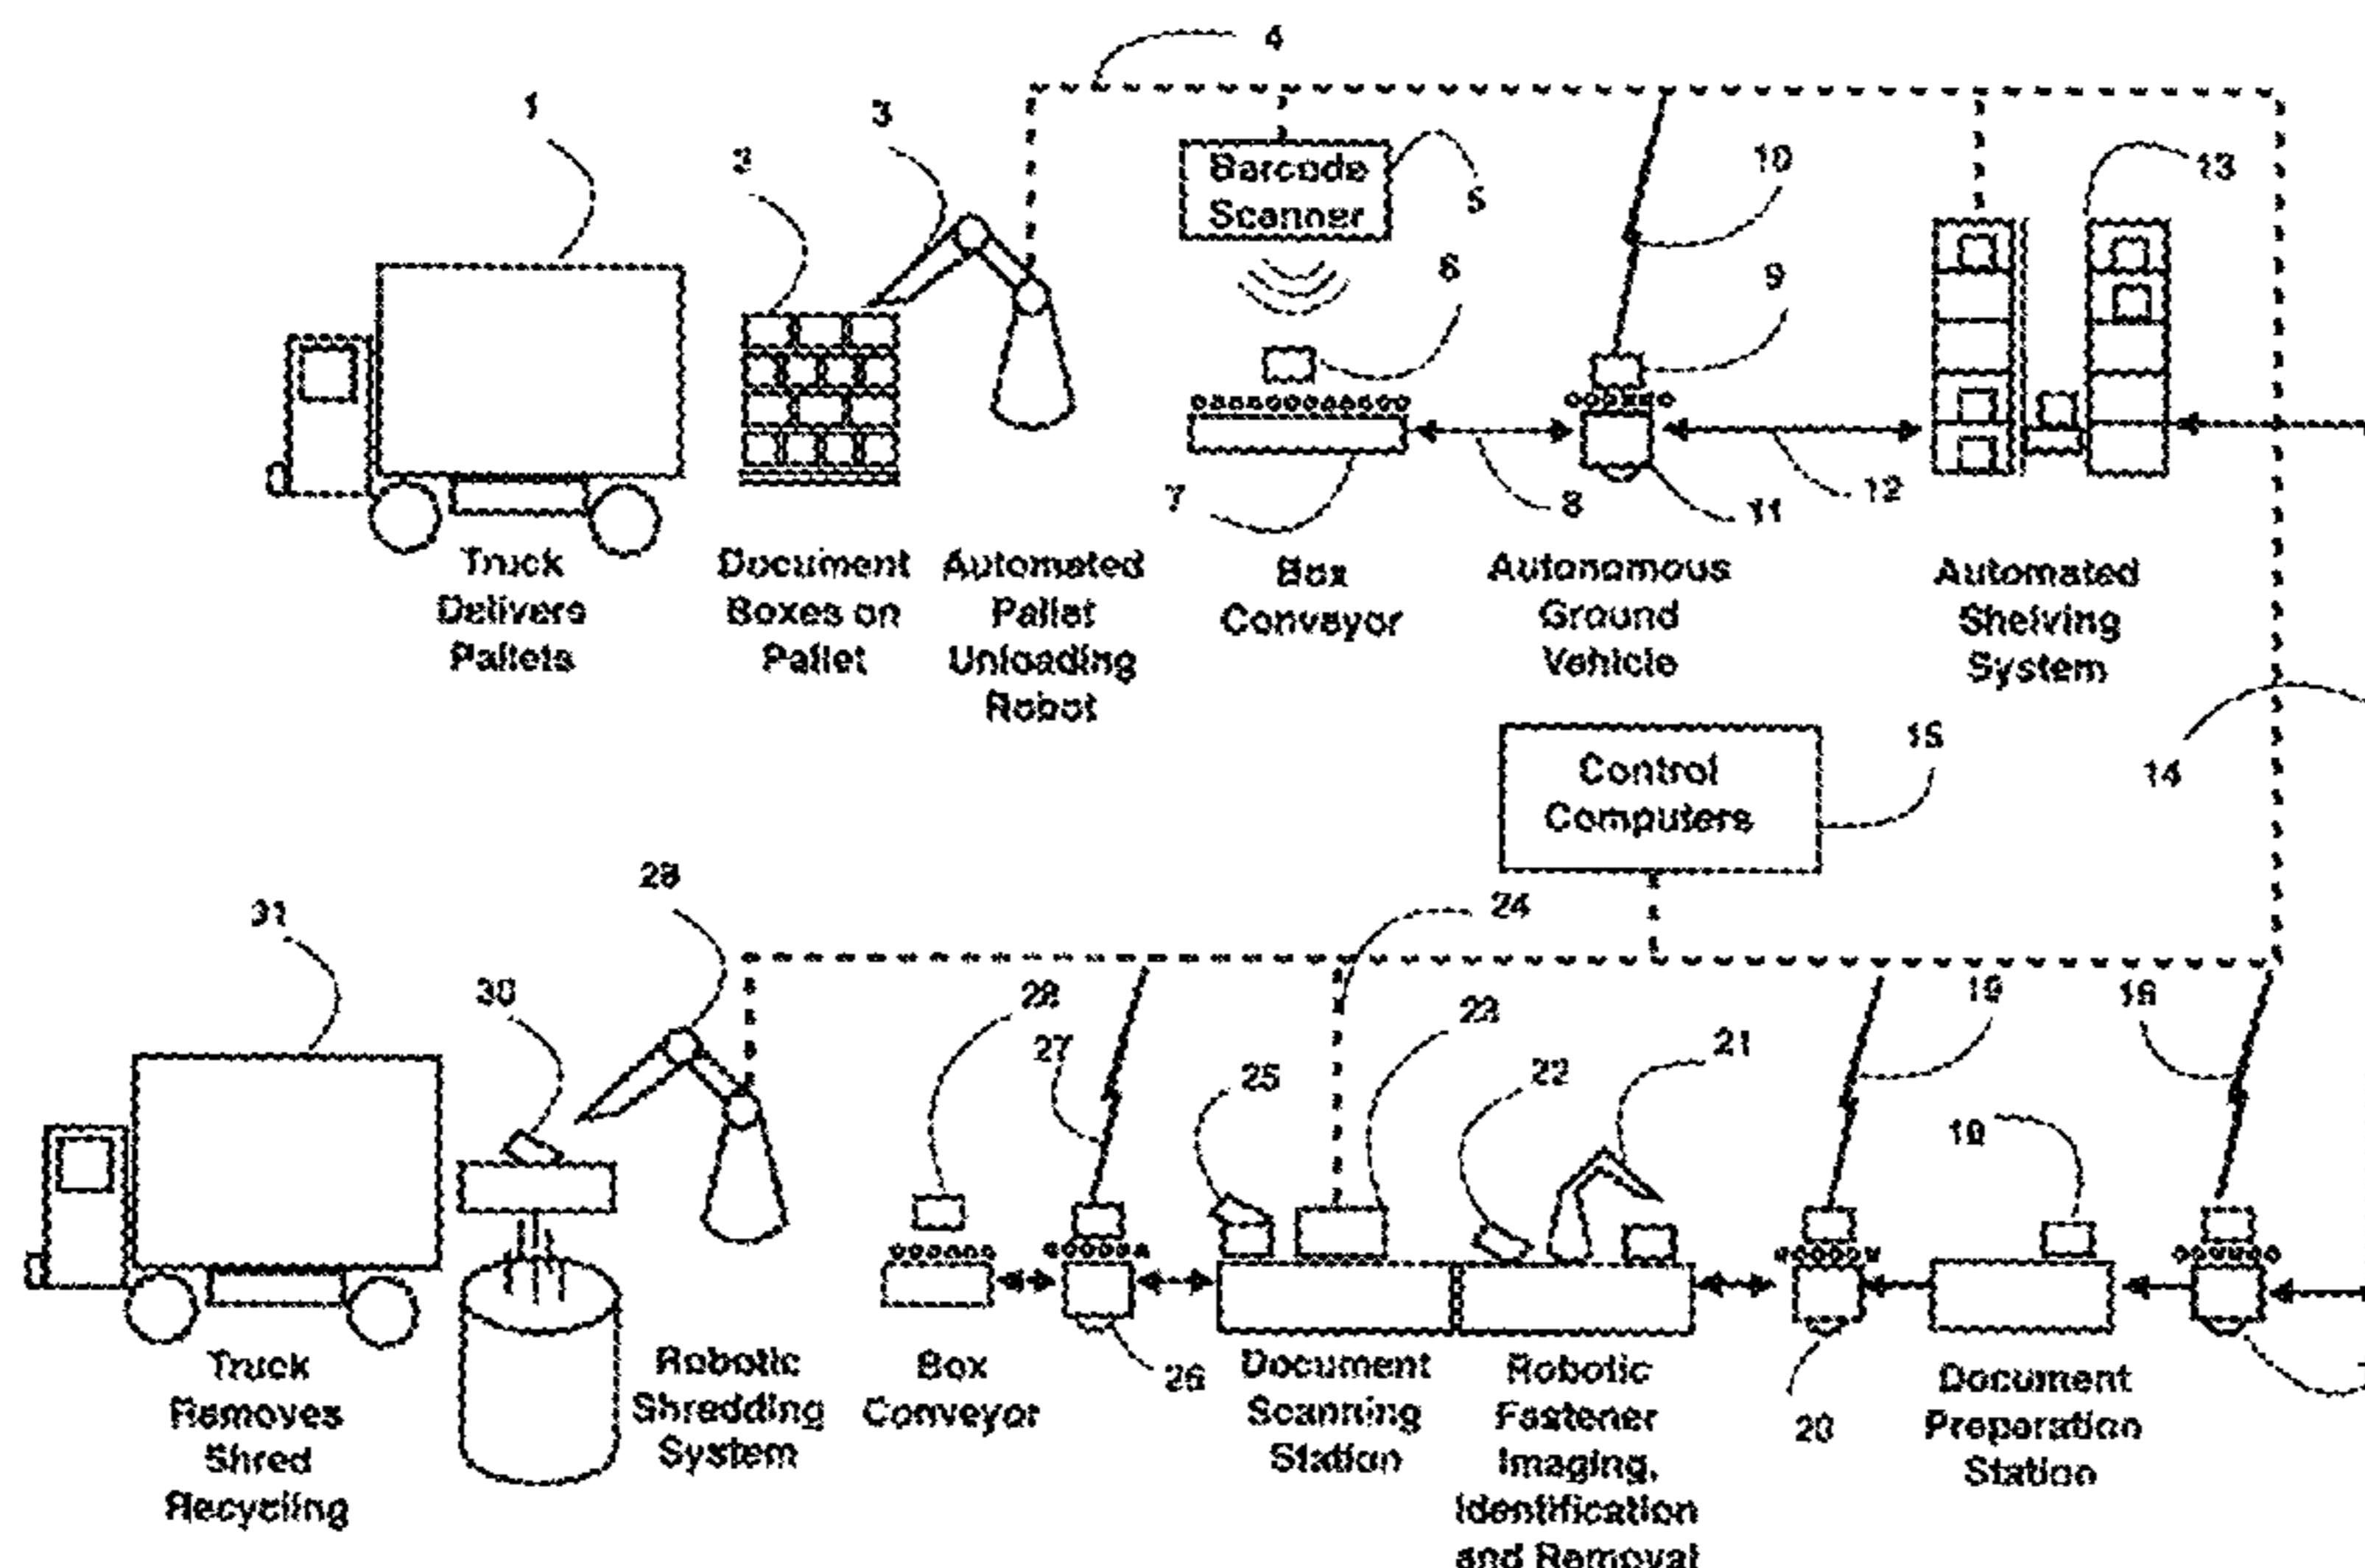 4
1
3
2
Barcode
Scanner
5
10
13
6
9
7
8
11
12
Truck
Delivers
Pallets
Document
Boxes on
Pallet
Automated
Pallet
Unloading
Robot
Box
Conveyor
Autonomous
Ground
Vehicle
Automated
Shelving
System
14
Control
Computers
15
31
30
29
28
27
24
23
25
22
21
19
18
20
26
Truck
Removes
Shred
Recycling
Robotic
Shredding
System
Box
Conveyor
Document
Scanning
Station
Robotic
Fastener
Imaging,
Identification
and Removal
Document
Preparation
Station